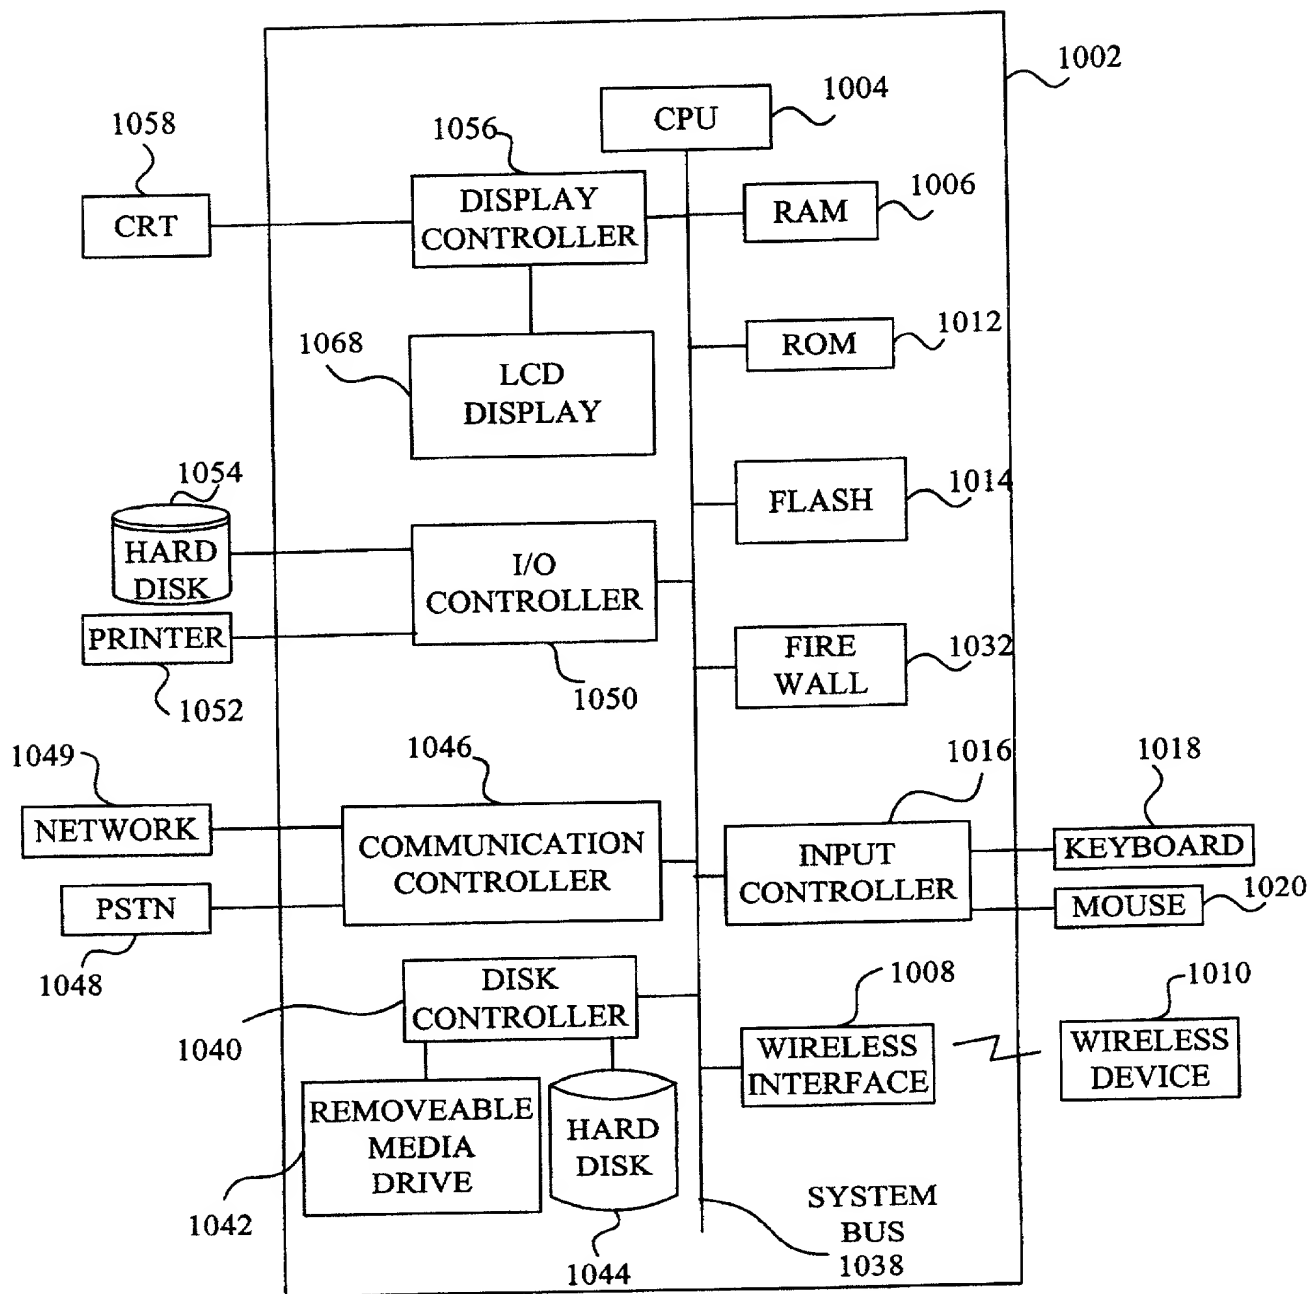 1002
1004
CPU
1058
1056
CRT
DISPLAY
CONTROLLER
RAM
1006
1068
LCD
DISPLAY
ROM
1012
1054
HARD
DISK
I/O
CONTROLLER
FLASH
1014
PRINTER
1052
1050
FIRE
WALL
1032
1049
1046
1016
1018
NETWORK
COMMUNICATION
CONTROLLER
INPUT
CONTROLLER
KEYBOARD
PSTN
MOUSE
1020
1048
DISK
CONTROLLER
1008
1010
1040
WIRELESS
INTERFACE
WIRELESS
DEVICE
REMOVEABLE
MEDIA
DRIVE
HARD
DISK
1042
1044
SYSTEM
BUS
1038